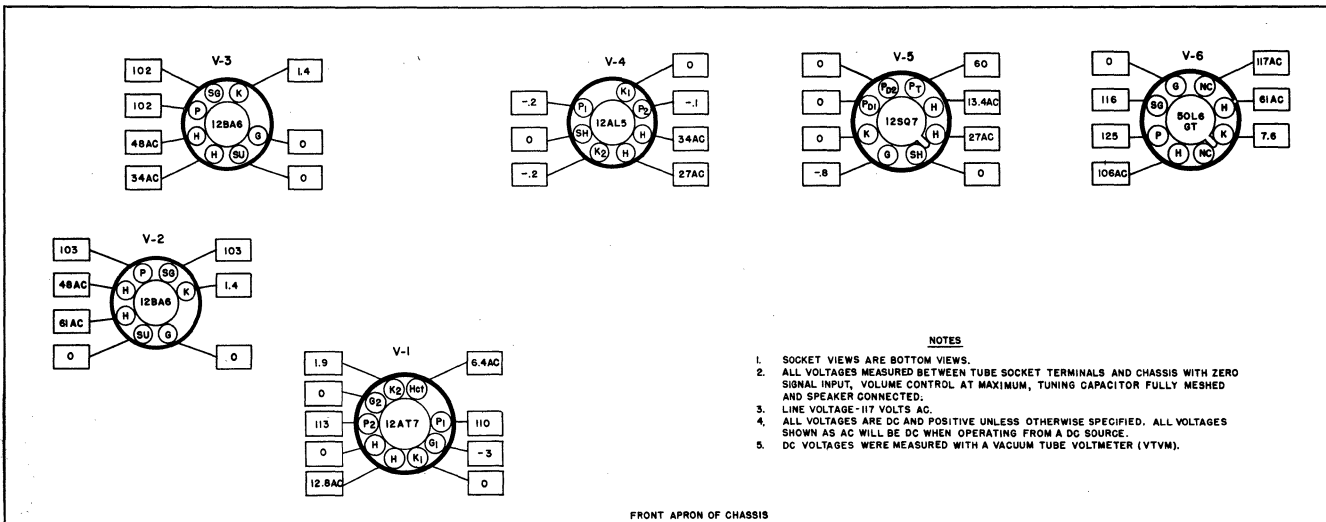 V-3
102
1.4
SG K
102
P
12BA6
G
48AC
H
0
34AC
H SU
0
V-4
0
K1
-.2
P1
P2
-.1
0
SH
12AL5
H
34AC
-.2
K2 H
27AC
V-5
0
60
PD2 PT
0
PD1
H
13.4AC
0
K
12SQ7
H
27AC
-.8
G SH
0
V-6
0
117AC
G NC
116
SG
H
61AC
125
P
50L6
GT
K
7.6
106AC
H NC
V-2
103
103
P SG
48AC
H
K
1.4
12BA6
61AC
H
0
SU G
0
V-1
1.9
6.4AC
K2 Hct
0
G2
113
P2
12AT7
P1
110
0
H
G1
-3
12.8AC
H K1
0
NOTES
1. SOCKET VIEWS ARE BOTTOM VIEWS.
2. ALL VOLTAGES MEASURED BETWEEN TUBE SOCKET TERMINALS AND CHASSIS WITH ZERO
SIGNAL INPUT, VOLUME CONTROL AT MAXIMUM, TUNING CAPACITOR FULLY MESHED
AND SPEAKER CONNECTED.
3. LINE VOLTAGE-117 VOLTS AC.
4. ALL VOLTAGES ARE DC AND POSITIVE UNLESS OTHERWISE SPECIFIED. ALL VOLTAGES
SHOWN AS AC WILL BE DC WHEN OPERATING FROM A DC SOURCE.
5. DC VOLTAGES WERE MEASURED WITH A VACUUM TUBE VOLTMETER (VTVM).
FRONT APRON OF CHASSIS